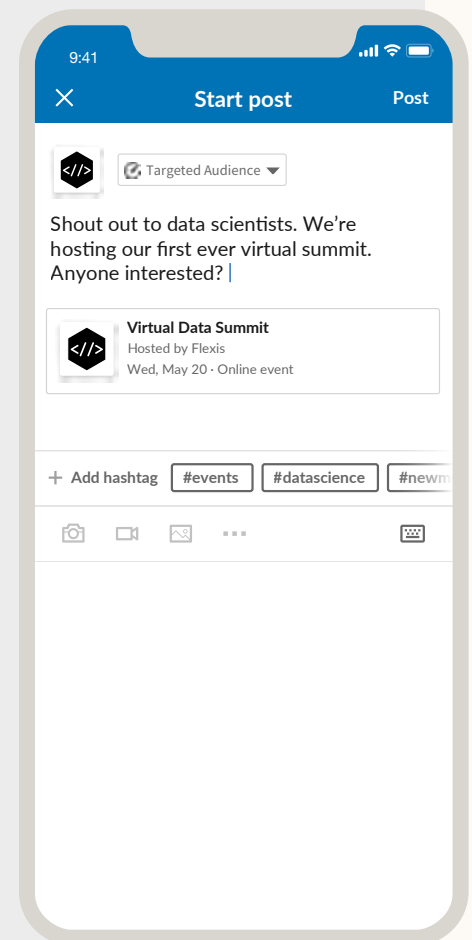 9:41
Start post
Post
</>
Targeted Audience
Shout out to data scientists. We’re
hosting our first ever virtual summit.
Anyone interested?
</>
Virtual Data Summit
Hosted by Flexis
Wed, May 20 · Online event
+ Add hashtag #events #datascience #newm